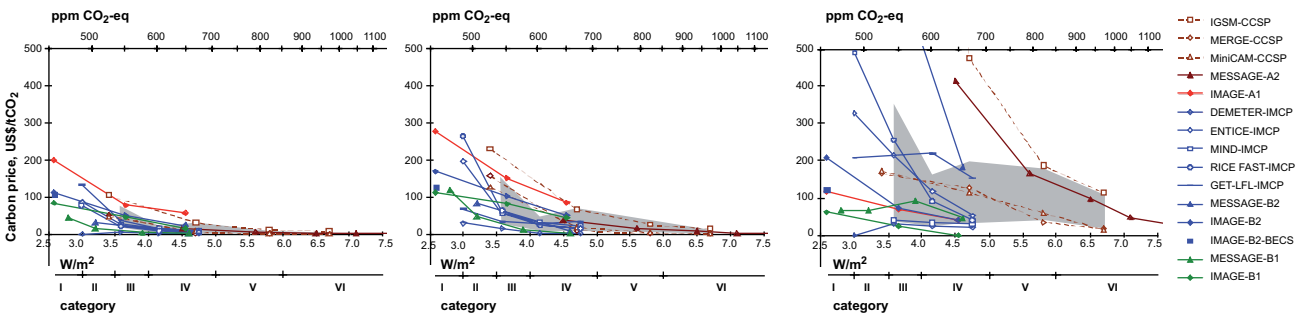 ppm CO2-eq
500 600 700 800 900 1000 1100
Carbon price, US$/tCO2
500
400
300
200
100
0
2.5 3.0 3.5 4.0 4.5 5.0 5.5 6.0 6.5 7.0 7.5
W/m2
I II III IV V VI
category
ppm CO2-eq
500 600 700 800 900 1000 1100
500
400
300
200
100
0
2.5 3.0 3.5 4.0 4.5 5.0 5.5 6.0 6.5 7.0 7.5
W/m2
I II III IV V VI
category
ppm CO2-eq
500 600 700 800 900 1000 1100
500
400
300
200
100
0
2.5 3.0 3.5 4.0 4.5 5.0 5.5 6.0 6.5 7.0 7.5
W/m2
I II III IV V VI
category
IGSM-CCSP
MERGE-CCSP
MiniCAM-CCSP
MESSAGE-A2
IMAGE-A1
DEMETER-IMCP
ENTICE-IMCP
MIND-IMCP
RICE FAST-IMCP
GET-LFL-IMCP
MESSAGE-B2
IMAGE-B2
IMAGE-B2-BECS
MESSAGE-B1
IMAGE-B1